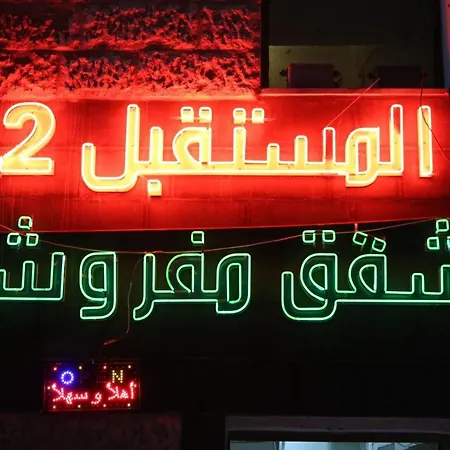 المستقبل 2
شقق مفروش
ON
أهلا و سهلا